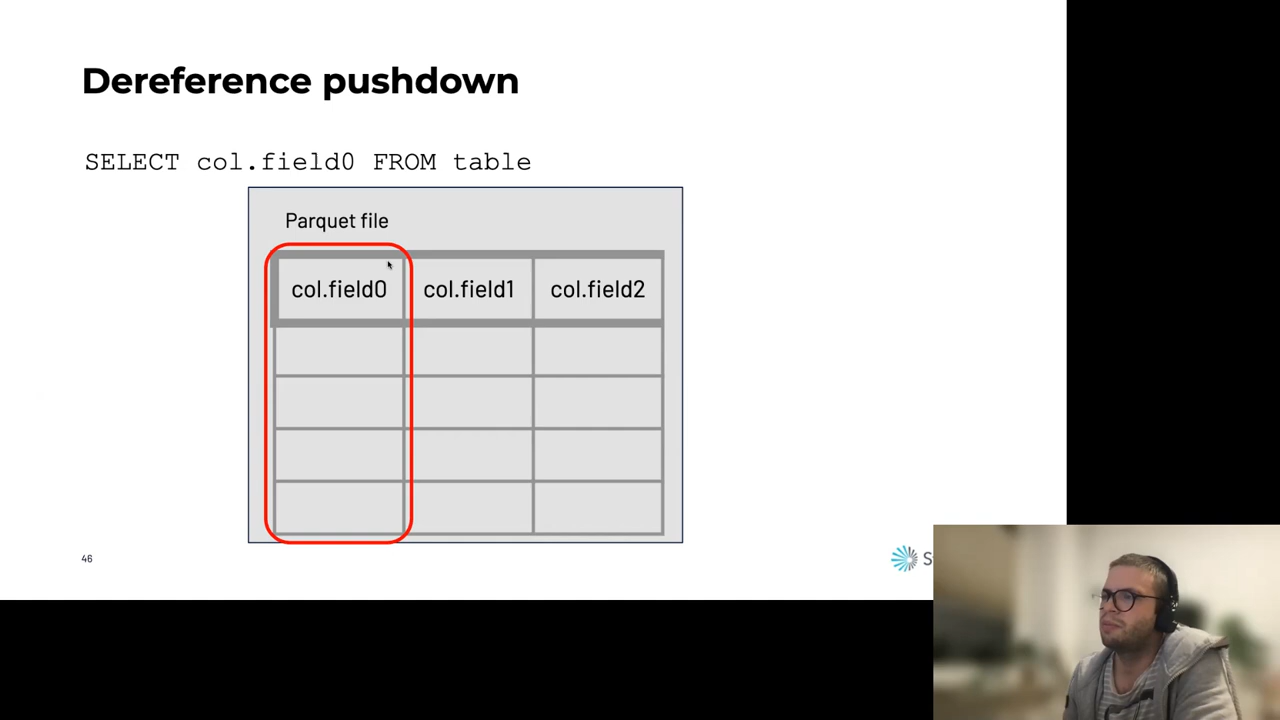 Dereference pushdown
SELECT col.field0 FROM table
Parquet file
col.field0 col.field1 col.field2
46